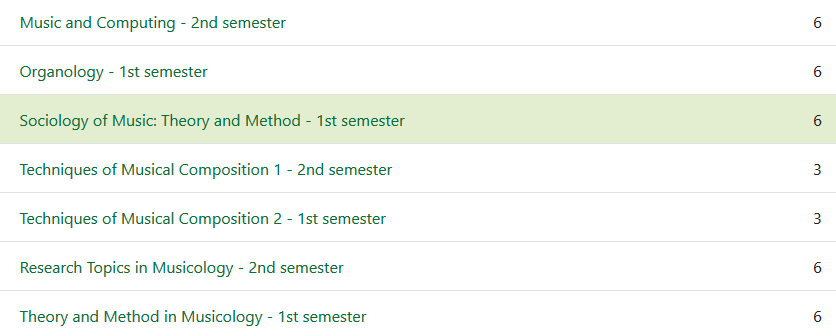 Music and Computing - 2nd semester 6
Organology - 1st semester 6
Sociology of Music: Theory and Method - 1st semester 6
Techniques of Musical Composition 1 - 2nd semester 3
Techniques of Musical Composition 2 - 1st semester 3
Research Topics in Musicology - 2nd semester 6
Theory and Method in Musicology - 1st semester 6